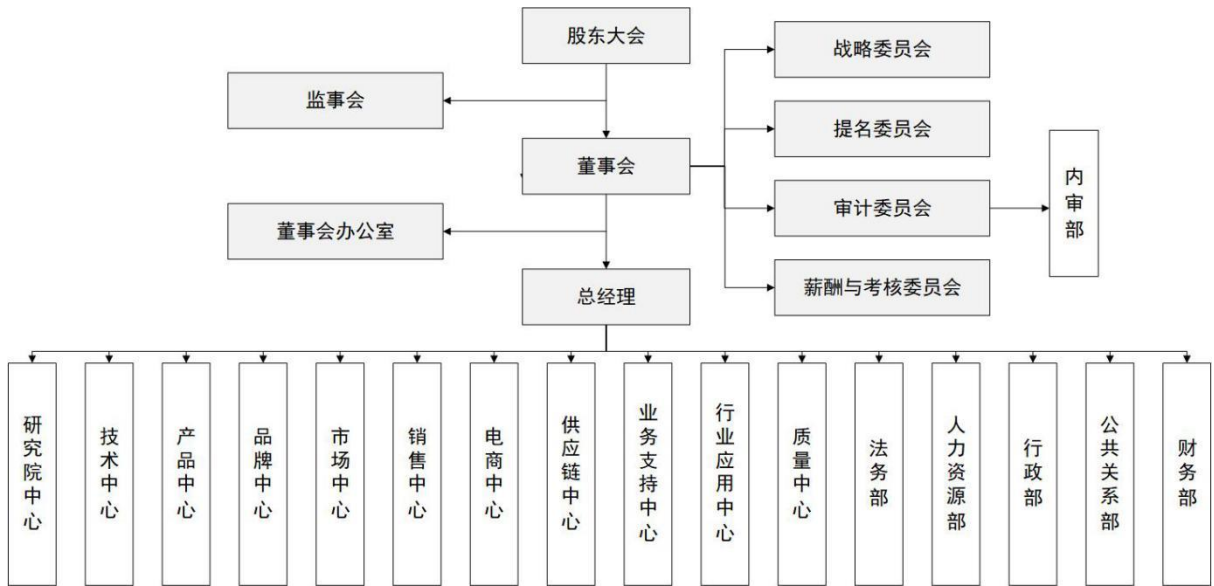 股东大会
战略委员会
监事会
提名委员会
董事会
内审部
审计委员会
董事会办公室
总经理
薪酬与考核委员会
研究院中心
技术中心
产品中心
品牌中心
市场中心
销售中心
电商中心
供应链中心
业务支持中心
行业应用中心
质量中心
法务部
人力资源部
行政部
公共关系部
财务部